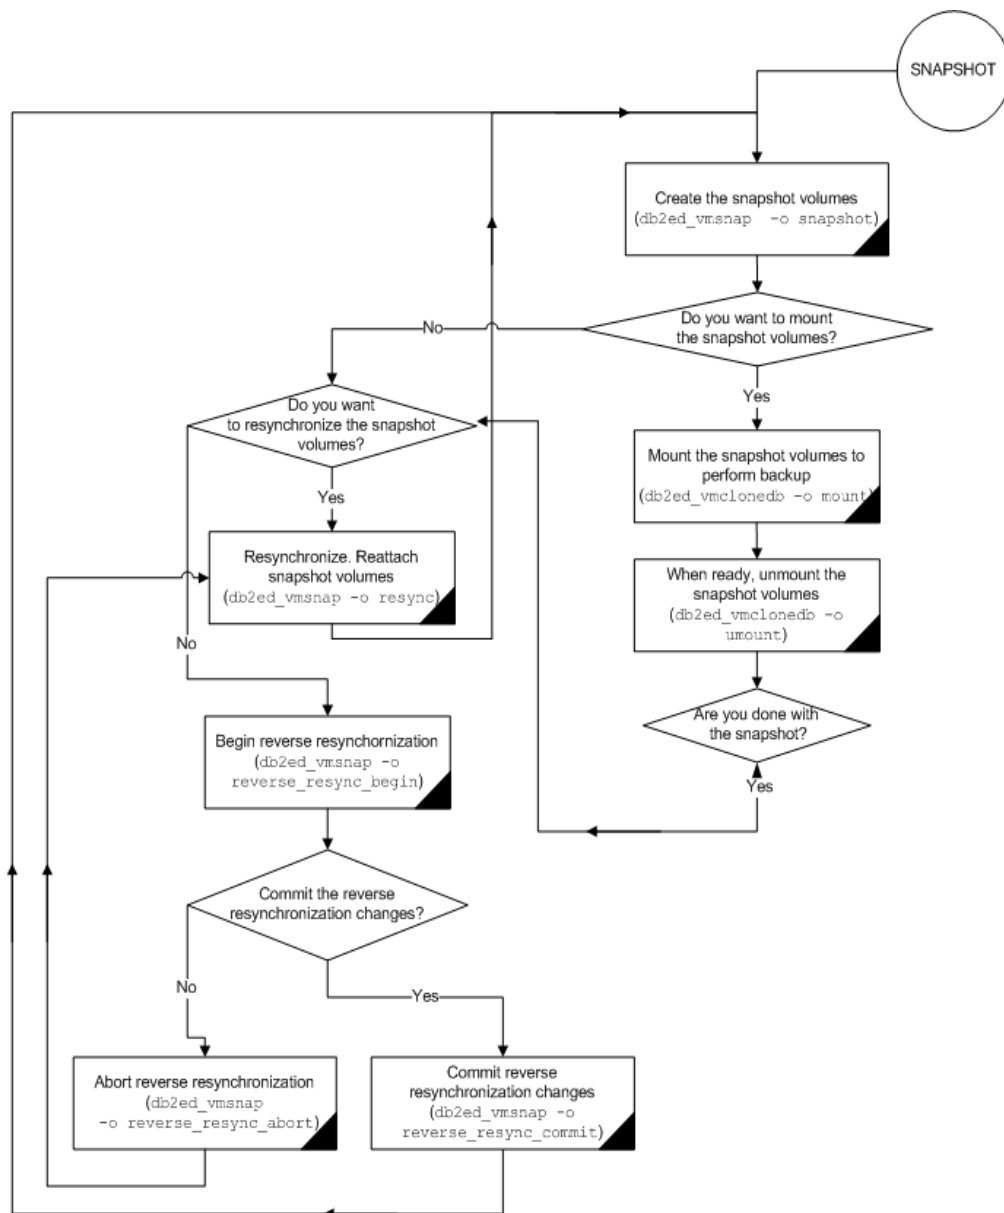 SNAPSHOT
Create the snapshot volumes
(db2ed_vmsnap -o snapshot)
Do you want to mount
the snapshot volumes?
No
Yes
Do you want
to resynchronize the snapshot
volumes?
Mount the snapshot volumes to
perform backup
(db2ed_vmclonedb -o mount)
Yes
Resynchronize. Reattach
snapshot volumes
(db2ed_vmsnap -o resync)
When ready, unmount the
snapshot volumes
(db2ed_vmclonedb -o
umount)
No
Are you done with
the snapshot?
Yes
Begin reverse resynchornization
(db2ed_vmsnap -o
reverse_resync_begin)
Commit the reverse
resynchronization changes?
No
Yes
Abort reverse resynchronization
(db2ed_vmsnap
-o reverse_resync_abort)
Commit reverse
resynchronization changes
(db2ed_vmsnap -o
reverse_resync_commit)